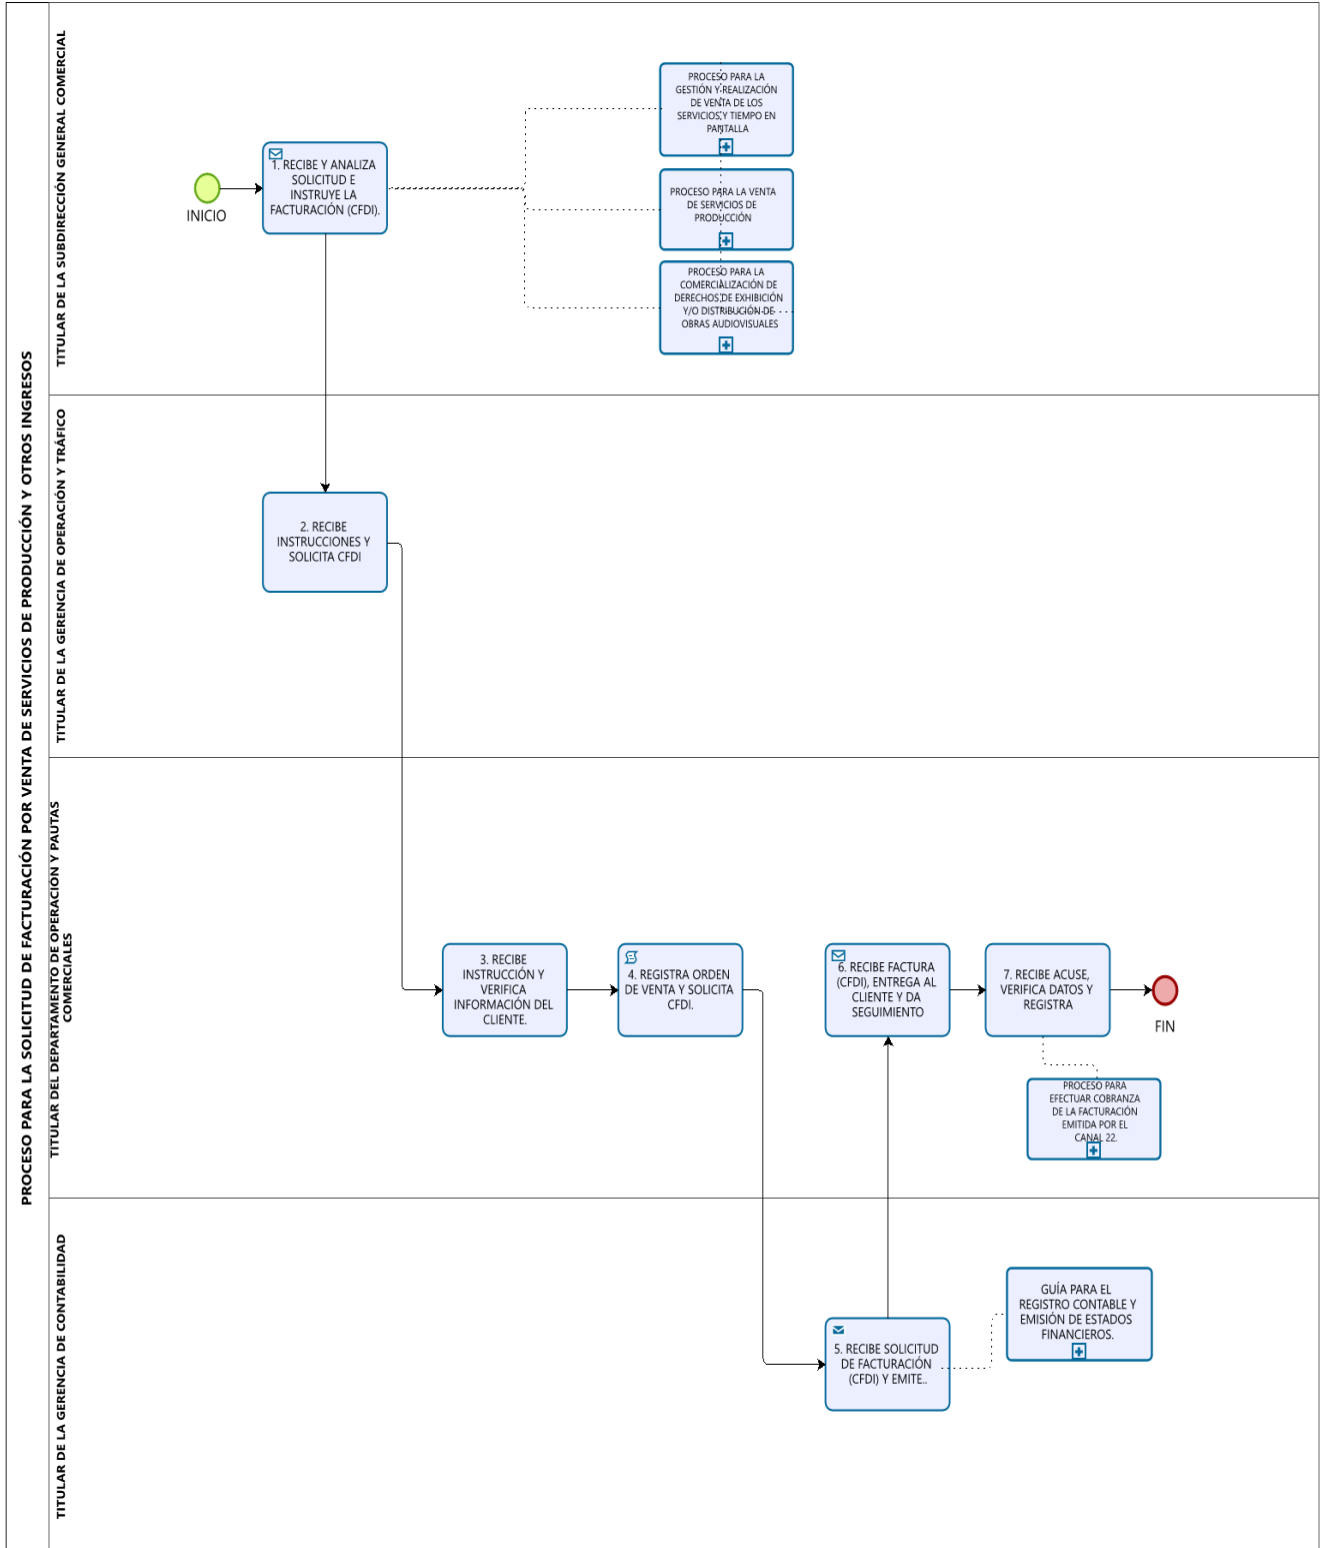 PROCESO PARA LA SOLICITUD DE FACTURACIÓN POR VENTA DE SERVICIOS DE PRODUCCIÓN Y OTROS INGRESOS
TITULAR DE LA SUBDIRECCIÓN GENERAL COMERCIAL
INICIO
1. RECIBE Y ANALIZA
SOLICITUD E
INSTRUYE LA
FACTURACIÓN (CFDI).
PROCESO PARA LA
GESTIÓN Y REALIZACIÓN
DE VENTA DE LOS
SERVICIOS Y TIEMPO EN
PANTALLA
PROCESO PARA LA VENTA
DE SERVICIOS DE
PRODUCCIÓN
PROCESO PARA LA
COMERCIALIZACIÓN DE
DERECHOS DE EXHIBICIÓN
Y/O DISTRIBUCIÓN DE
OBRAS AUDIOVISUALES
TITULAR DE LA GERENCIA DE OPERACIÓN Y TRÁFICO
2. RECIBE
INSTRUCCIONES Y
SOLICITA CFDI
TITULAR DEL DEPARTAMENTO DE OPERACION Y PAUTAS
COMERCIALES
3. RECIBE
INSTRUCCIÓN Y
VERIFICA
INFORMACIÓN DEL
CLIENTE.
4. REGISTRA ORDEN
DE VENTA Y SOLICITA
CFDI.
6. RECIBE FACTURA
(CFDI), ENTREGA AL
CLIENTE Y DA
SEGUIMIENTO
7. RECIBE ACUSE,
VERIFICA DATOS Y
REGISTRA
FIN
PROCESO PARA
EFECTUAR COBRANZA
DE LA FACTURACIÓN
EMITIDA POR EL
CANAL 22.
TITULAR DE LA GERENCIA DE CONTABILIDAD
5. RECIBE SOLICITUD
DE FACTURACIÓN
(CFDI) Y EMITE..
GUÍA PARA EL
REGISTRO CONTABLE Y
EMISIÓN DE ESTADOS
FINANCIEROS.